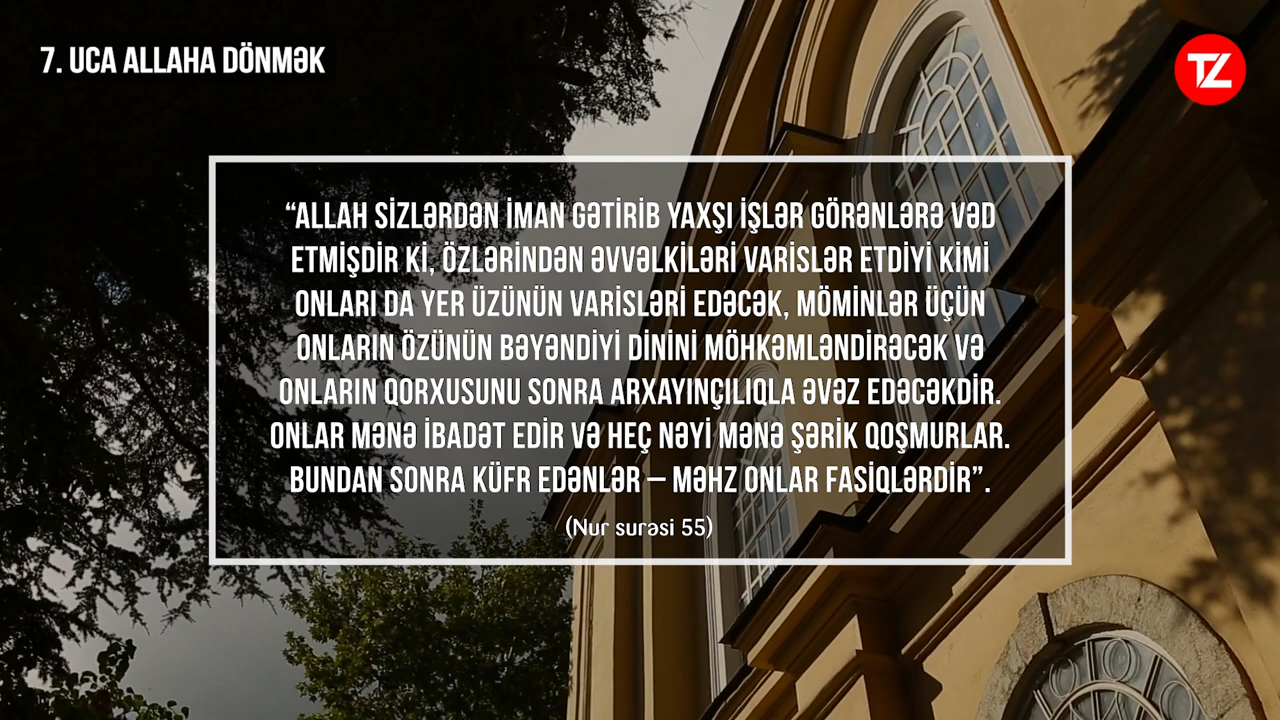 7. UCA ALLAHA DÖNMƏK
TZ
“ALLAH SİZLƏRDƏN İMAN GƏTİRİB YAXŞI İŞLƏR GÖRƏNLƏRƏ VƏD
ETMİŞDİR Kİ, ÖZLƏRİNDƏN ƏVVƏLKİLƏRİ VARİSLƏR ETDİYİ KİMİ
ONLARI DA YER ÜZÜNÜN VARİSLƏRİ EDƏCƏK, MÖMİNLƏR ÜÇÜN
ONLARIN ÖZÜNÜN BƏYƏNDİYİ DİNİNİ MÖHKƏMLƏNDİRƏCƏK VƏ
ONLARIN QORXUSUNU SONRA ARXAYINÇILIQLA ƏVƏZ EDƏCƏKDİR.
ONLAR MƏNƏ İBADƏT EDİR VƏ HEÇ NƏYİ MƏNƏ ŞƏRİK QOŞMURLAR.
BUNDAN SONRA KÜFR EDƏNLƏR – MƏHZ ONLAR FASİQLƏRDİR”.
(Nur surəsi 55)